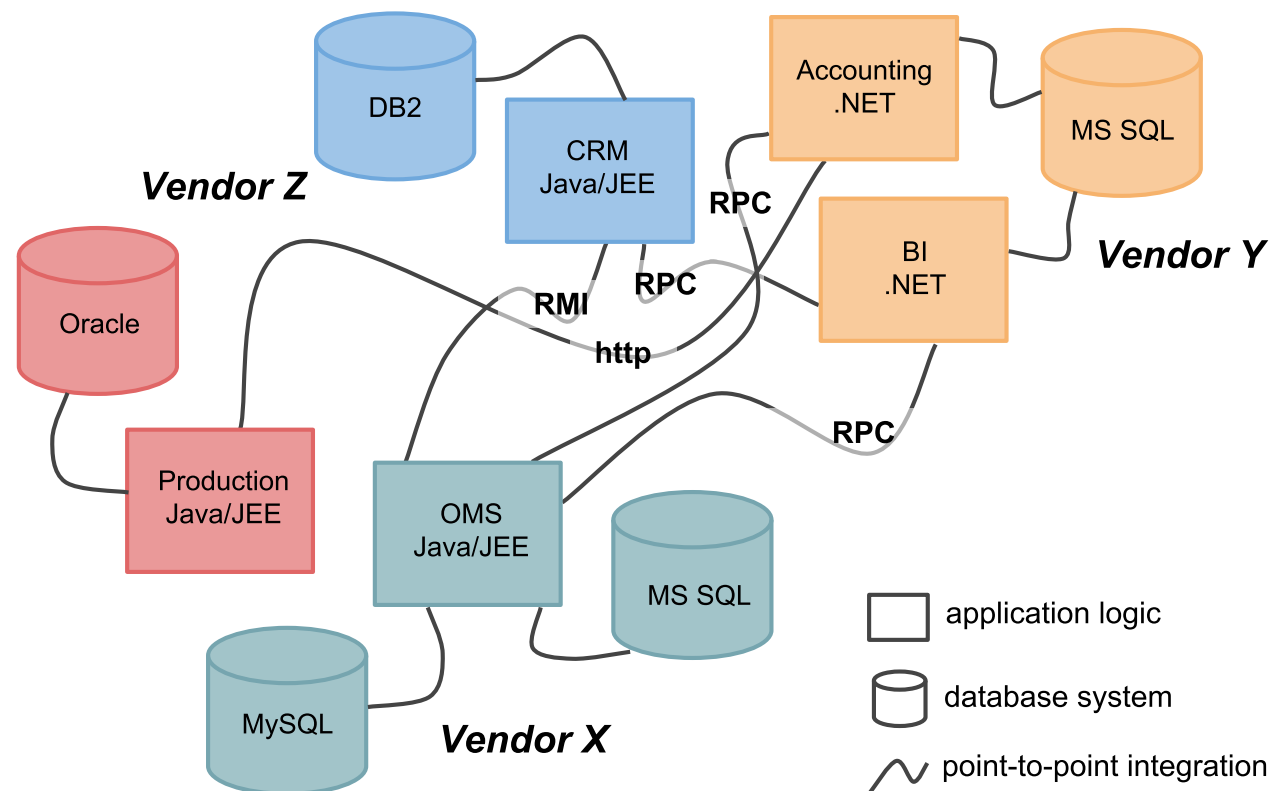 DB2
CRM
Java/JEE
Accounting
.NET
MS SQL
Vendor Z
RPC
BI
.NET
Vendor Y
Oracle
RMI
RPC
http
RPC
Production
Java/JEE
OMS
Java/JEE
MS SQL
MySQL
Vendor X
application logic
database system
point-to-point integration